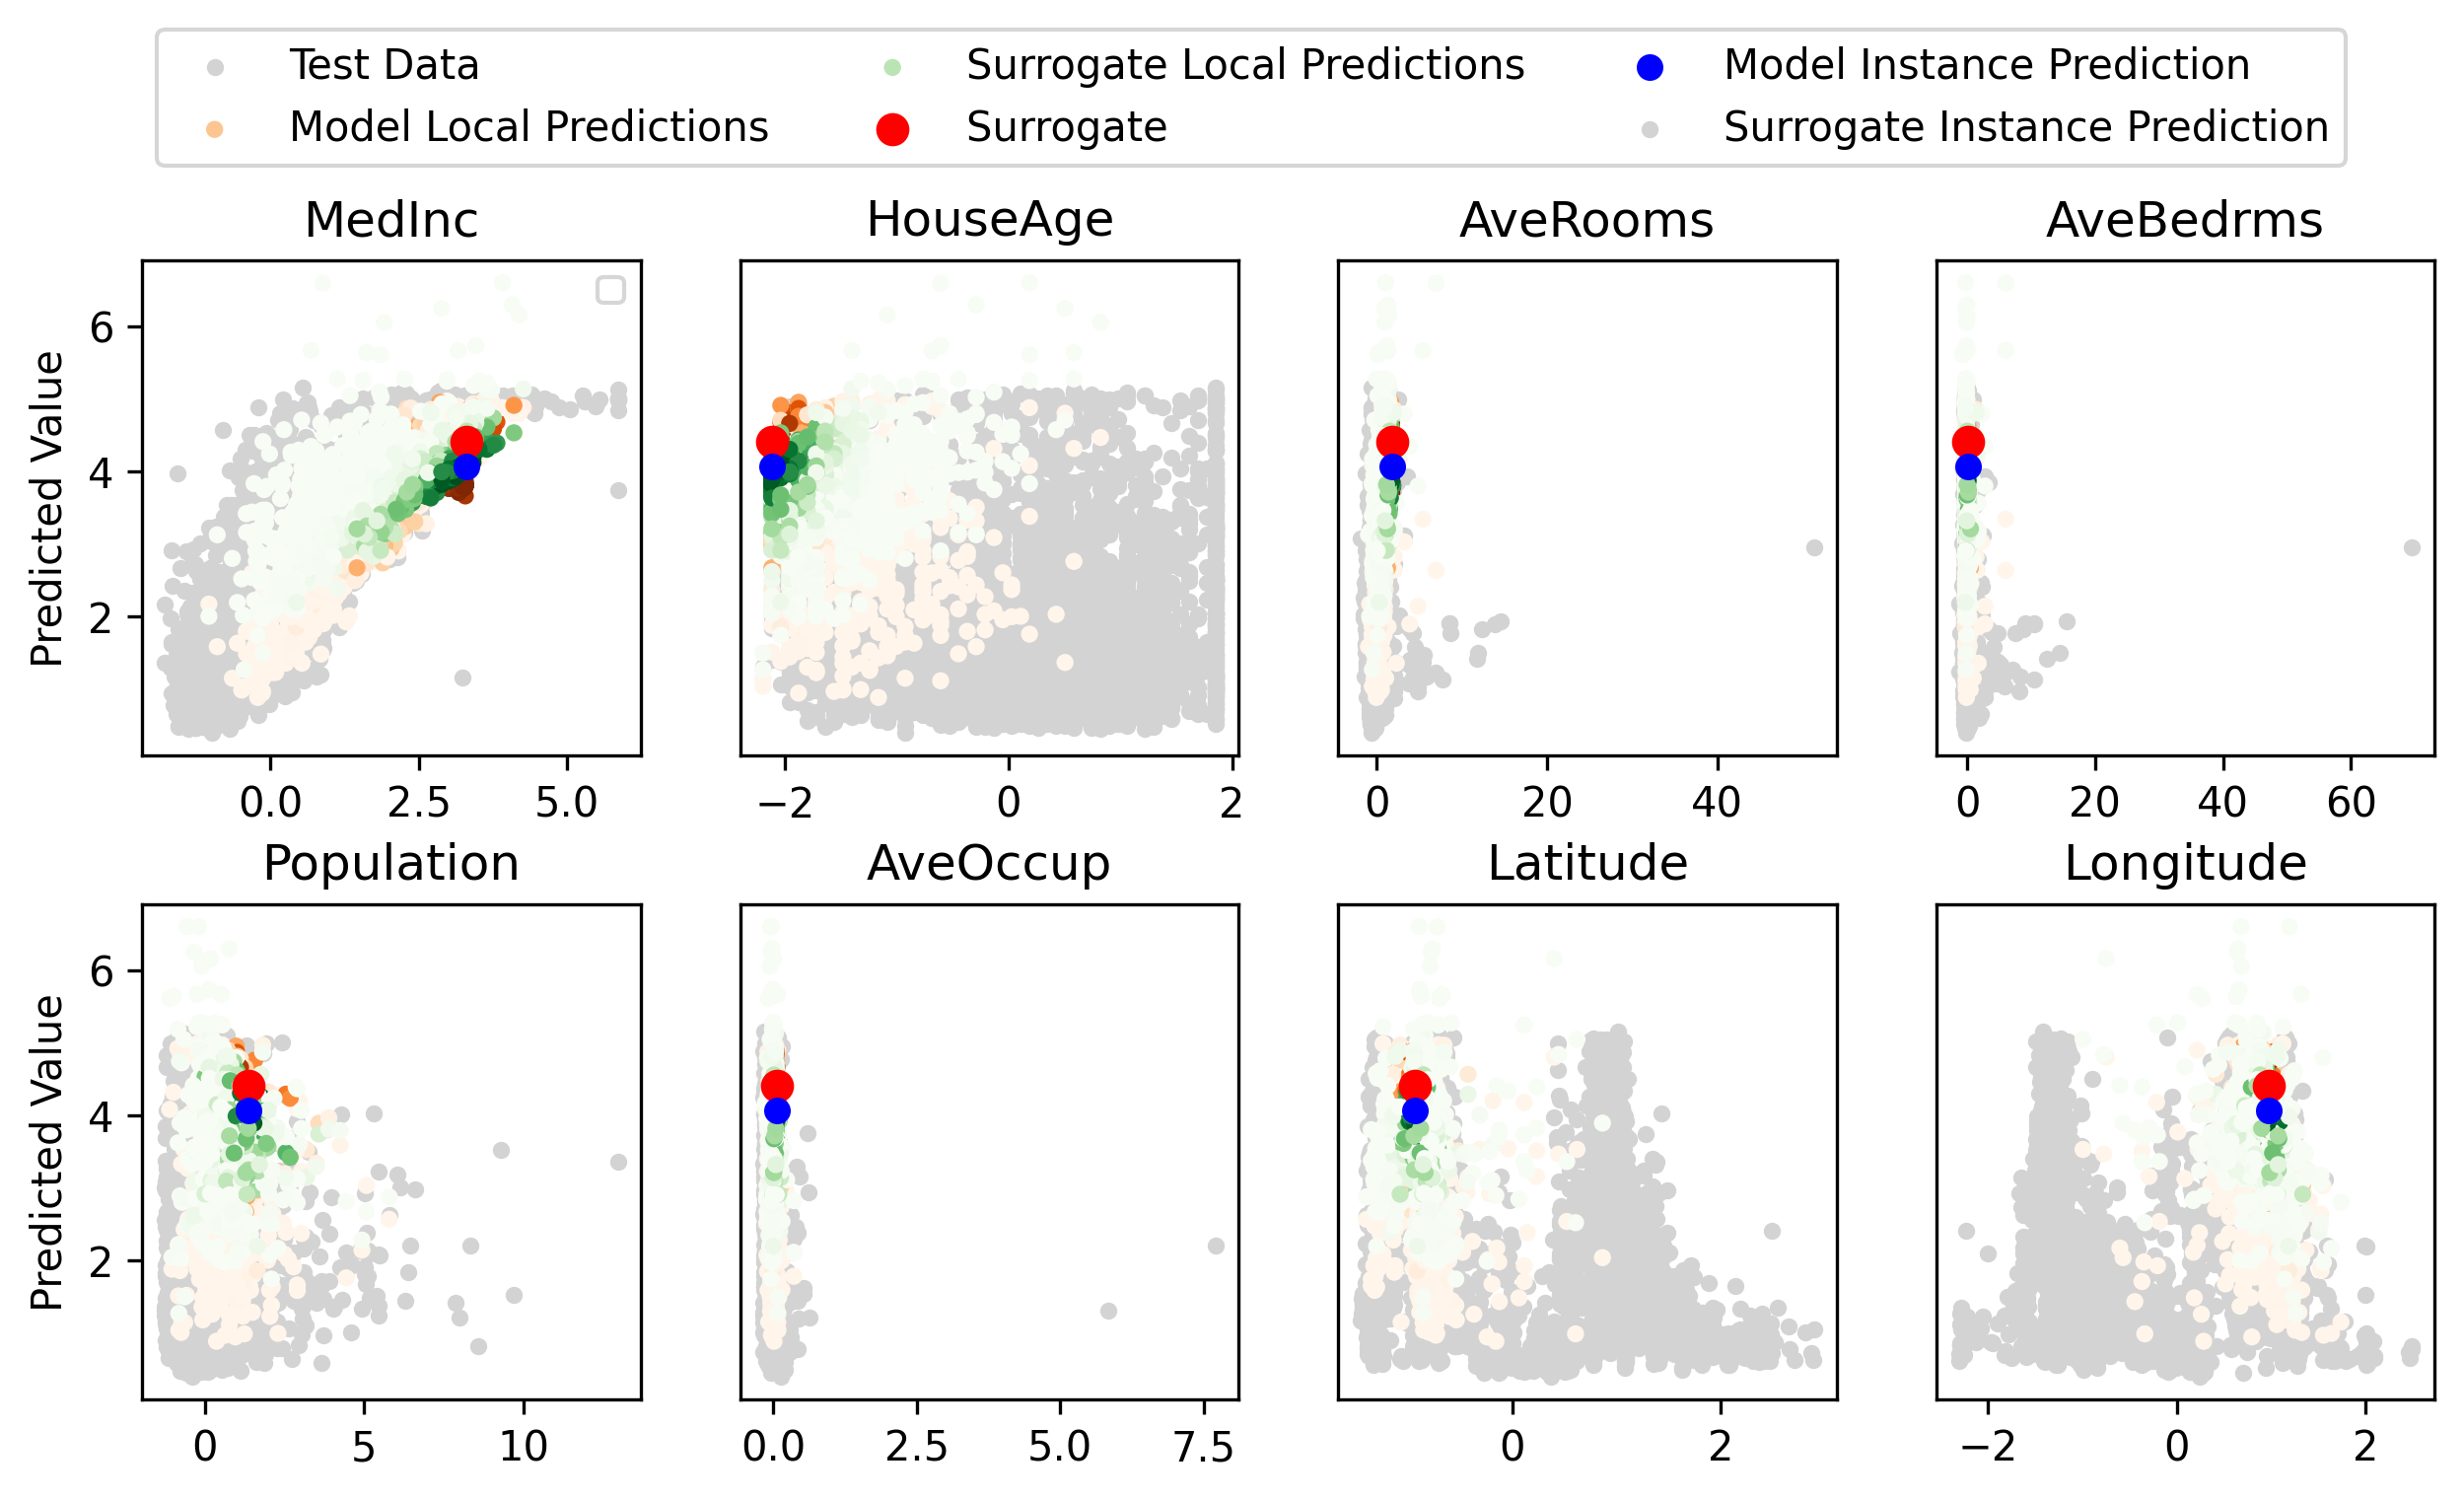 Test Data
Model Local Predictions
Surrogate Local Predictions
Surrogate
Model Instance Prediction
Surrogate Instance Prediction
MedInc
HouseAge
AveRooms
AveBedrms
Predicted Value
6
4
2
0.0 2.5 5.0
−2 0 2
0 20 40
0 20 40 60
Population
AveOccup
Latitude
Longitude
Predicted Value
6
4
2
0 5 10
0.0 2.5 5.0 7.5
0 2
−2 0 2